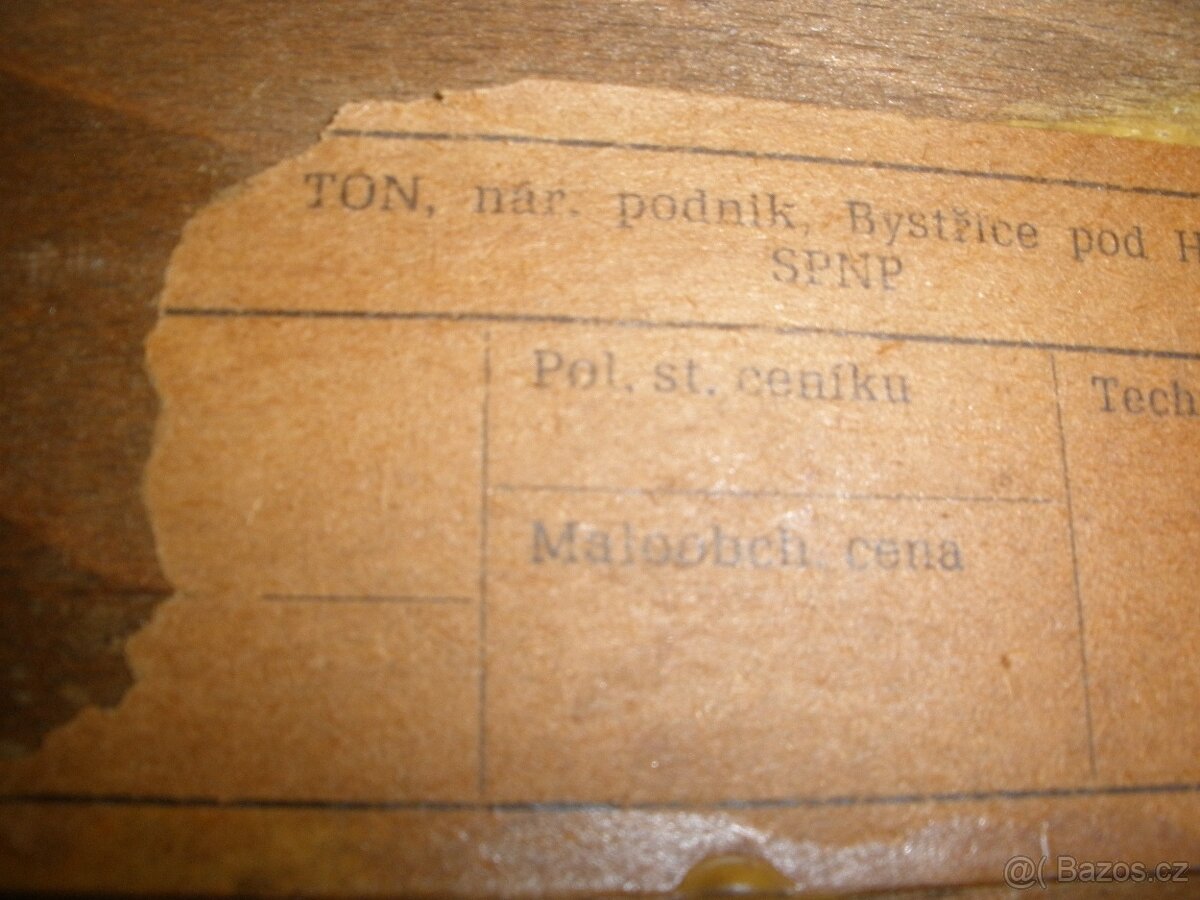 TON, nár. podnik, Bystřice pod H
SPNP
Pol. st. ceníku
Tech
Maloobch. cena
@( Bazos.cz